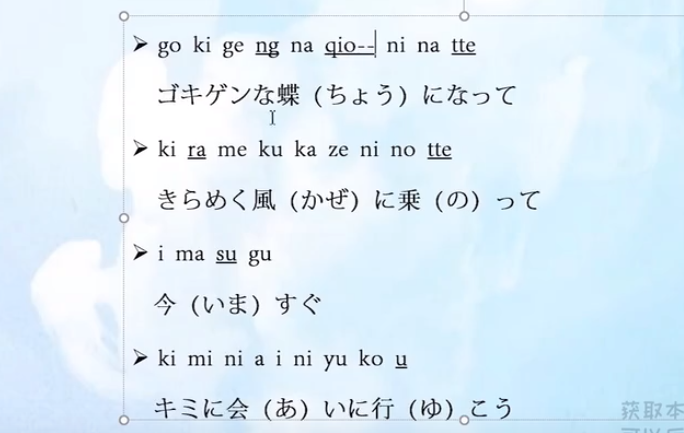 ➢ go ki ge ng na qio-- ni na tte
ゴキゲンな蝶（ちょう）になって
➢ ki ra me ku ka ze ni no tte
きらめく風（かぜ）に乗（の）って
➢ i ma su gu
今（いま）すぐ
➢ ki mi ni a i ni yu ko u
キミに会（あ）いに行（ゆ）こう
获取本